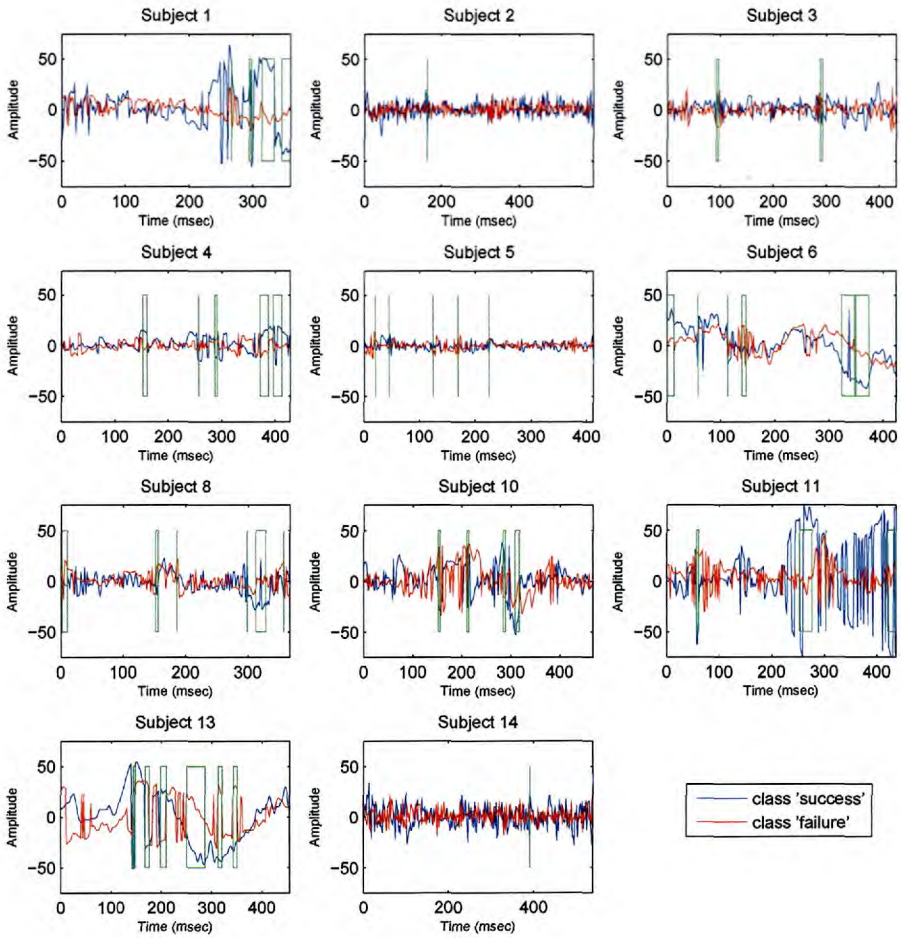 Subject 1
Subject 2
Subject 3
Amplitude
50
0
−50
0 100 200 300
Time (msec)
Amplitude
50
0
−50
0 200 400
Time (msec)
Amplitude
50
0
−50
0 100 200 300 400
Time (msec)
Subject 4
Subject 5
Subject 6
Amplitude
50
0
−50
0 100 200 300 400
Time (msec)
Amplitude
50
0
−50
0 100 200 300 400
Time (msec)
Amplitude
50
0
−50
0 100 200 300 400
Time (msec)
Subject 8
Subject 10
Subject 11
Amplitude
50
0
−50
0 100 200 300
Time (msec)
Amplitude
50
0
−50
0 100 200 300 400
Time (msec)
Amplitude
50
0
−50
0 100 200 300 400
Time (msec)
Subject 13
Subject 14
Amplitude
50
0
−50
0 100 200 300 400
Time (msec)
Amplitude
50
0
−50
0 200 400
Time (msec)
class 'success'
class 'failure'